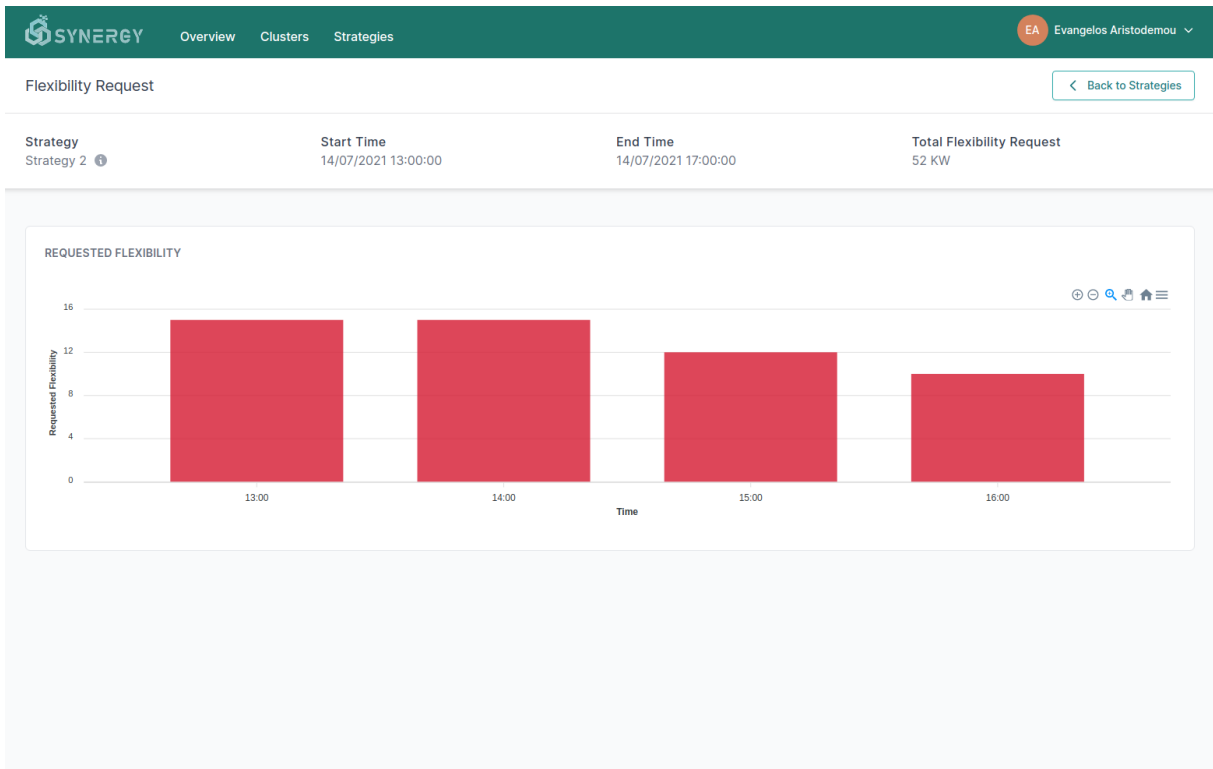 SYNERGY Overview Clusters Strategies EA Evangelos Aristodemou
Flexibility Request Back to Strategies
Strategy Start Time End Time Total Flexibility Request
Strategy 2 14/07/2021 13:00:00 14/07/2021 17:00:00 52 KW
REQUESTED FLEXIBILITY
16
12
8
4
0
Requested Flexibility
13:00 14:00 15:00 16:00
Time